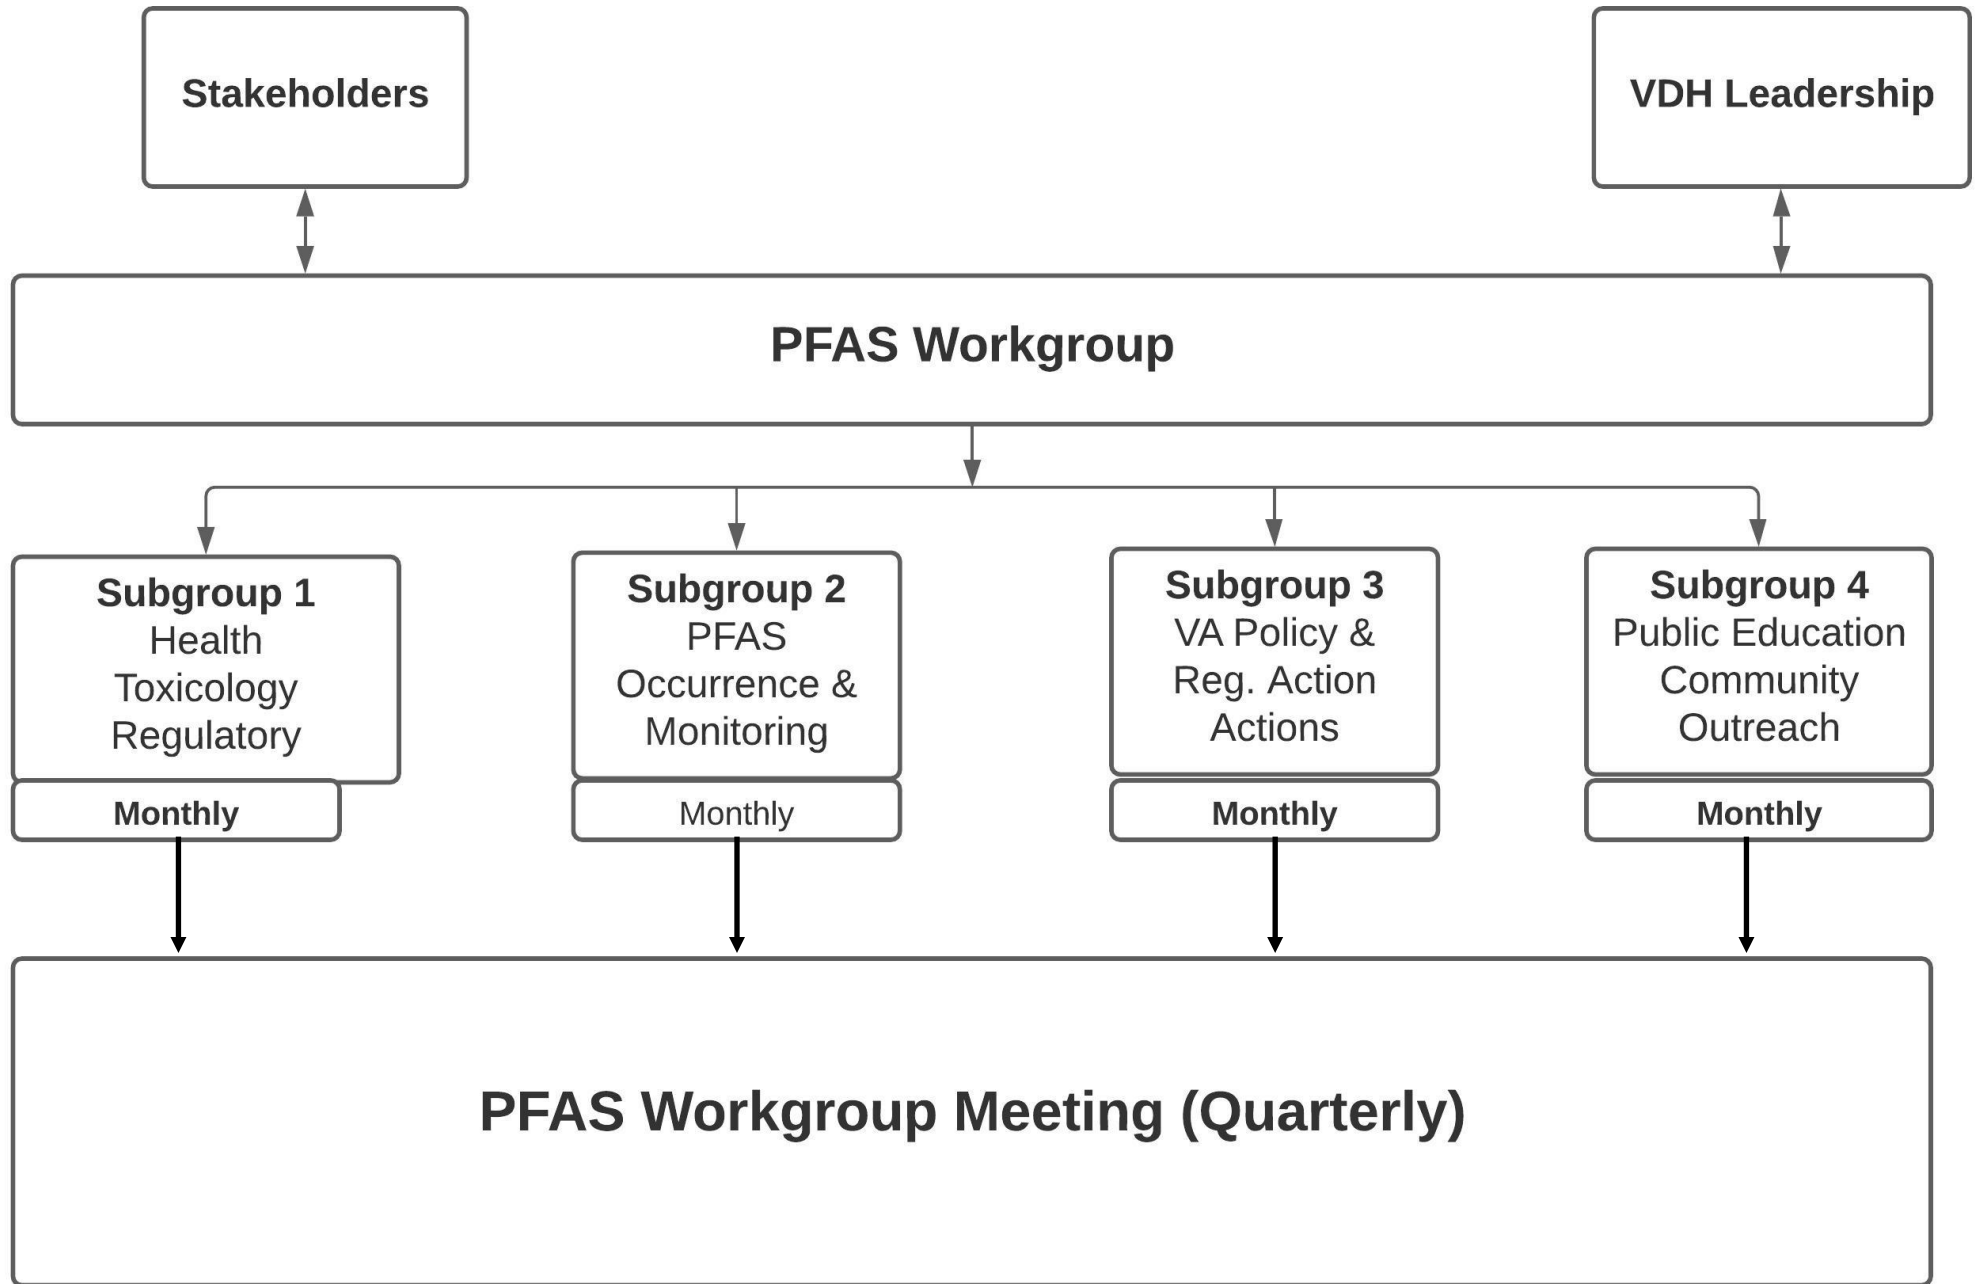 Stakeholders
VDH Leadership
PFAS Workgroup
Subgroup 1
Health
Toxicology
Regulatory
Monthly
Subgroup 2
PFAS
Occurrence &
Monitoring
Monthly
Subgroup 3
VA Policy &
Reg. Action
Actions
Monthly
Subgroup 4
Public Education
Community
Outreach
Monthly
PFAS Workgroup Meeting (Quarterly)